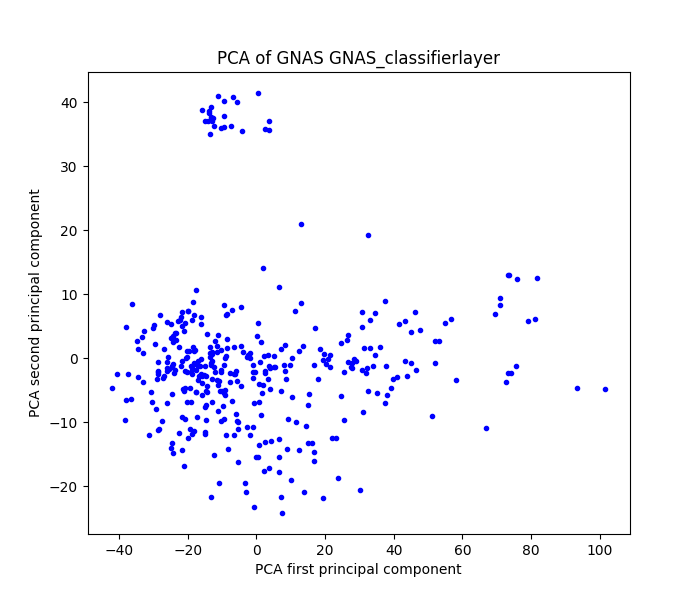 PCA of GNAS GNAS_classifierlayer
40
30
20
10
0
−10
−20
PCA second principal component
−40 −20 0 20 40 60 80 100
PCA first principal component